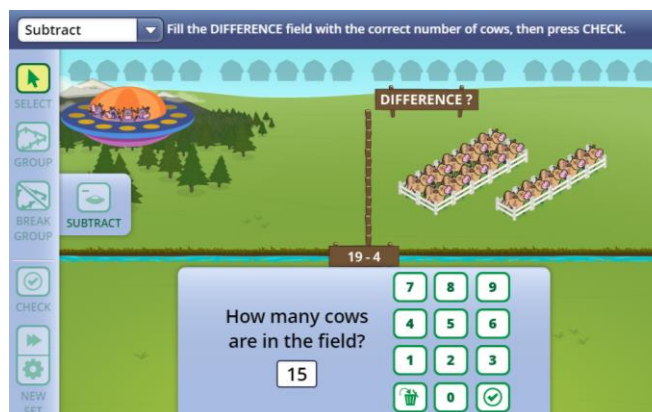 Subtract
Fill the DIFFERENCE field with the correct number of cows, then press CHECK.
SELECT
GROUP
BREAK
GROUP
SUBTRACT
CHECK
NEW
SET
DIFFERENCE ?
19 - 4
How many cows
are in the field?
15
7 8 9
4 5 6
1 2 3
0